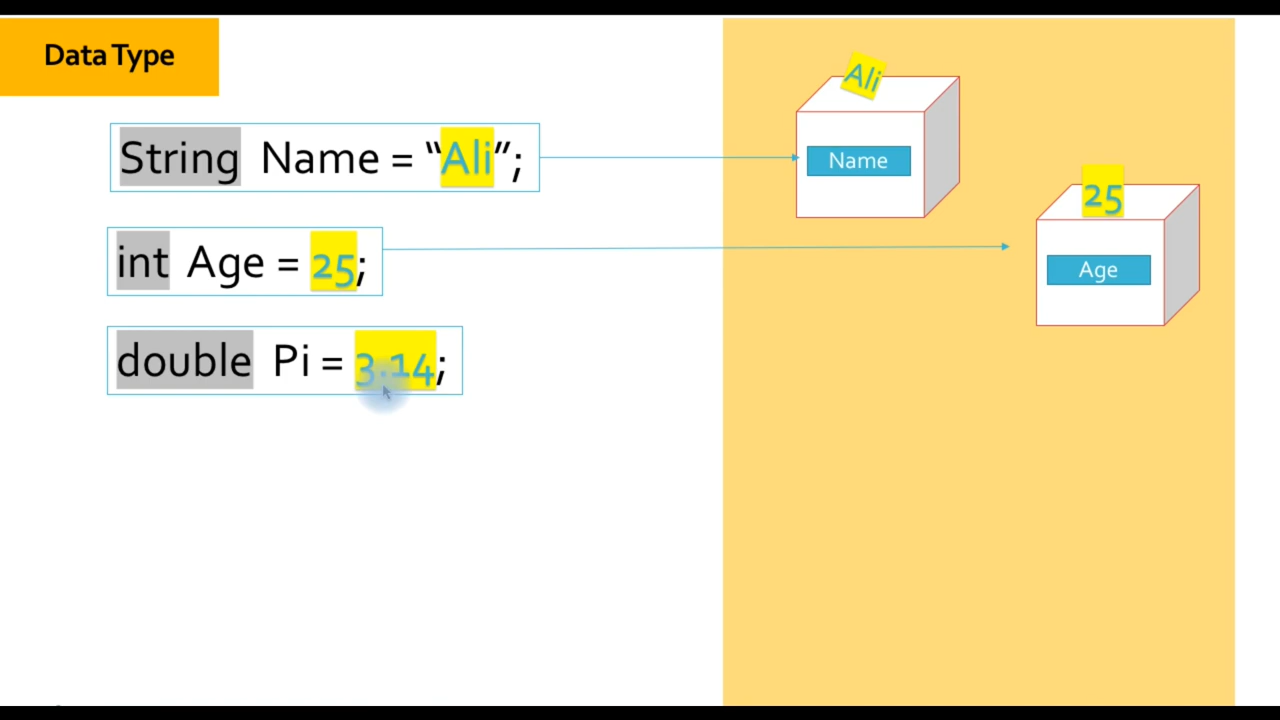 Data Type
String Name = “Ali”;
int Age = 25;
double Pi = 3.14;
Ali
Name
25
Age